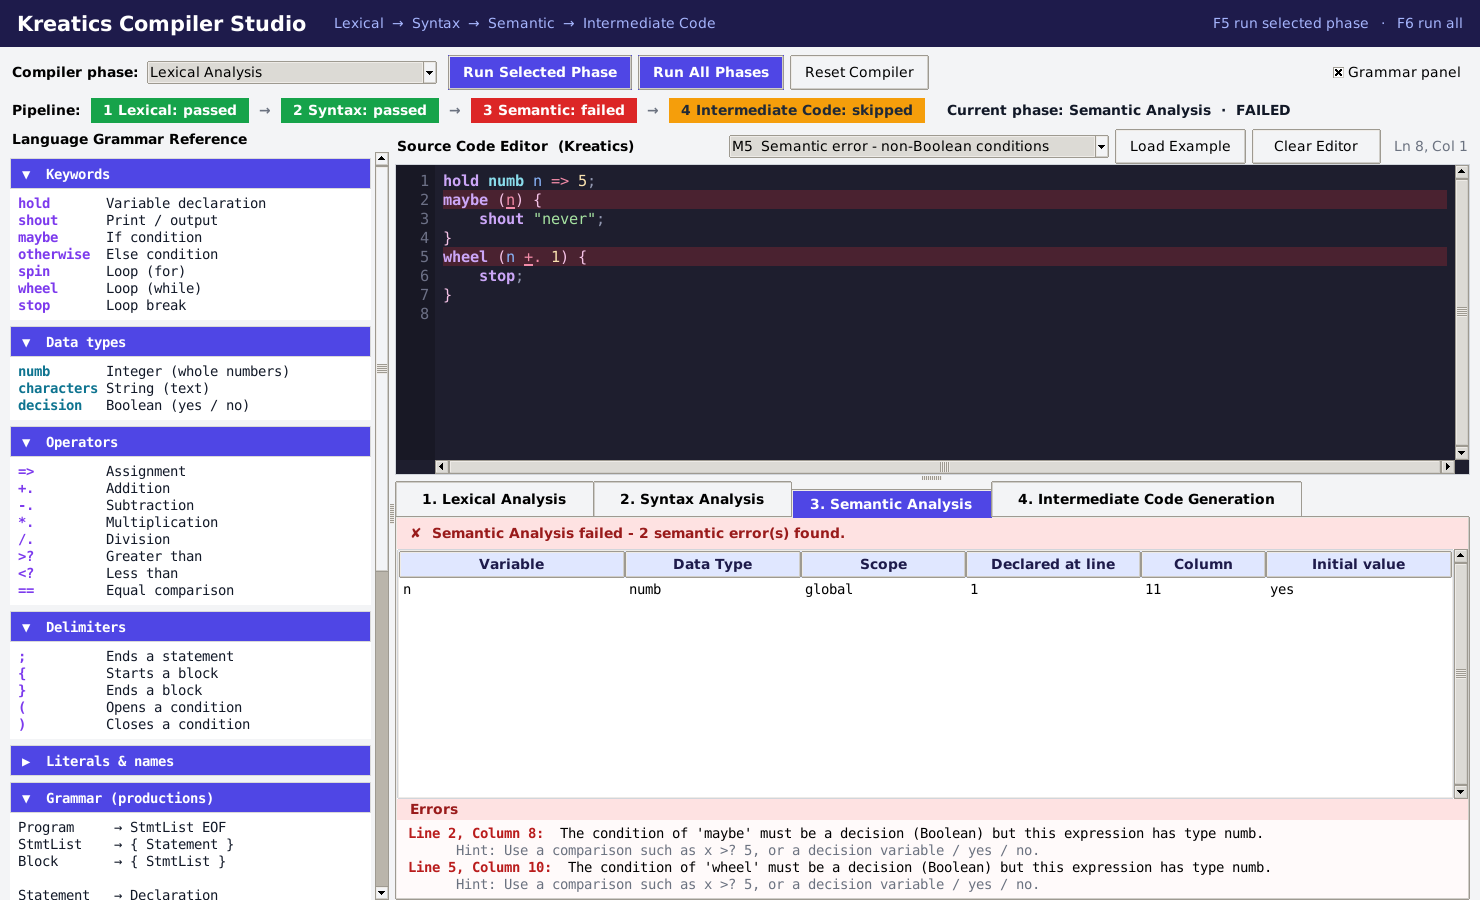 Kreatics Compiler Studio Lexical → Syntax → Semantic → Intermediate Code F5 run selected phase · F6 run all
Compiler phase: Lexical Analysis Run Selected Phase Run All Phases Reset Compiler Grammar panel
Pipeline: 1 Lexical: passed → 2 Syntax: passed → 3 Semantic: failed → 4 Intermediate Code: skipped Current phase: Semantic Analysis · FAILED
Language Grammar Reference
▼ Keywords
hold Variable declaration
shout Print / output
maybe If condition
otherwise Else condition
spin Loop (for)
wheel Loop (while)
stop Loop break
▼ Data types
numb Integer (whole numbers)
characters String (text)
decision Boolean (yes / no)
▼ Operators
=> Assignment
+. Addition
-. Subtraction
*. Multiplication
/. Division
>? Greater than
<? Less than
== Equal comparison
▼ Delimiters
; Ends a statement
{ Starts a block
} Ends a block
( Opens a condition
) Closes a condition
▶ Literals & names
▼ Grammar (productions)
Program → StmtList EOF
StmtList → { Statement }
Block → { StmtList }
Statement → Declaration
Source Code Editor (Kreatics) M5 Semantic error - non-Boolean conditions Load Example Clear Editor Ln 8, Col 1
1 hold numb n => 5;
2 maybe (n) {
3 shout "never";
4 }
5 wheel (n +. 1) {
6 stop;
7 }
8
1. Lexical Analysis 2. Syntax Analysis 3. Semantic Analysis 4. Intermediate Code Generation
✘ Semantic Analysis failed - 2 semantic error(s) found.
Variable Data Type Scope Declared at line Column Initial value
n numb global 1 11 yes
Errors
Line 2, Column 8: The condition of 'maybe' must be a decision (Boolean) but this expression has type numb.
Hint: Use a comparison such as x >? 5, or a decision variable / yes / no.
Line 5, Column 10: The condition of 'wheel' must be a decision (Boolean) but this expression has type numb.
Hint: Use a comparison such as x >? 5, or a decision variable / yes / no.